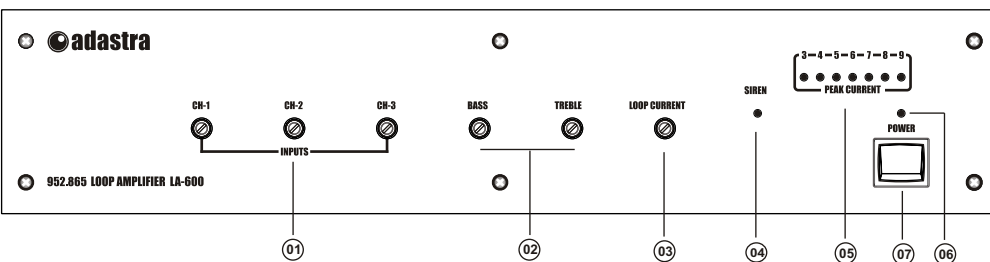 adastra
3-4-5-6-7-8-9
PEAK CURRENT
SIREN
CH-1 CH-2 CH-3 BASS TREBLE LOOP CURRENT
POWER
INPUTS
952.865 LOOP AMPLIFIER LA-600
01 02 03 04 05 07 06